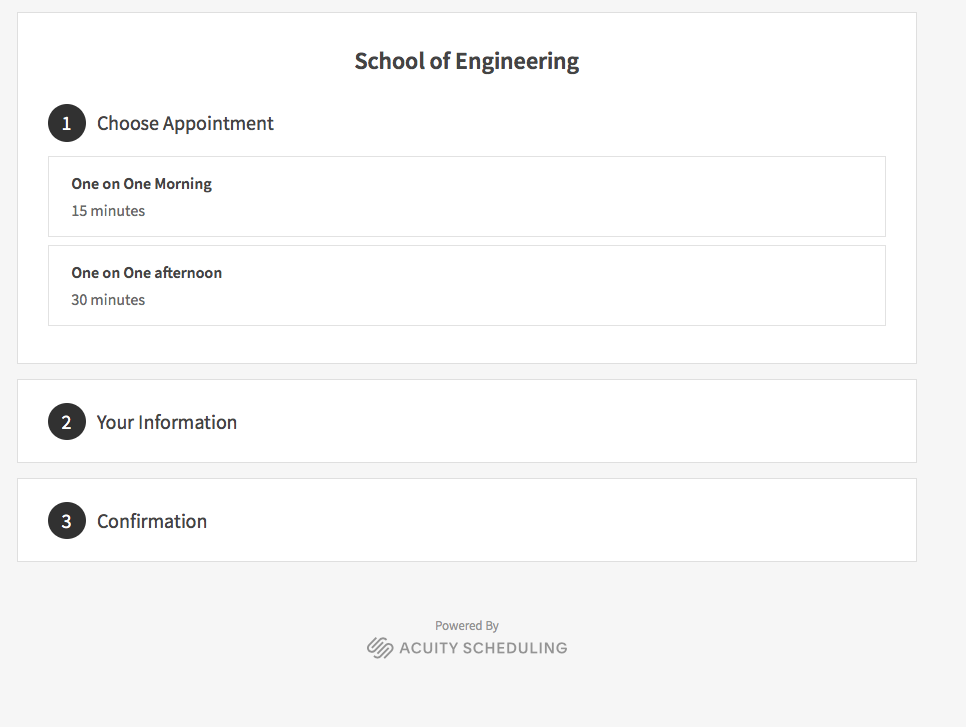 School of Engineering
1 Choose Appointment
One on One Morning
15 minutes
One on One afternoon
30 minutes
2 Your Information
3 Confirmation
Powered By
ACUITY SCHEDULING